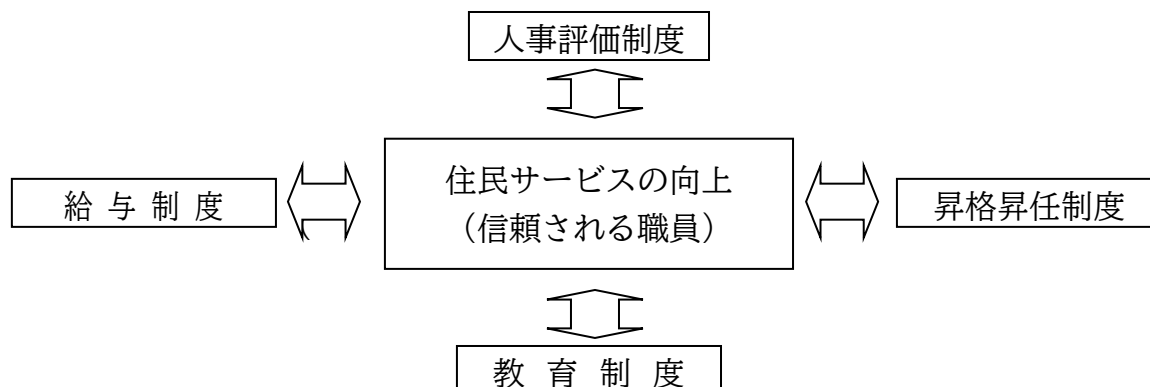 人事評価制度
住民サービスの向上
（信頼される職員）
給与制度
昇格昇任制度
教育制度